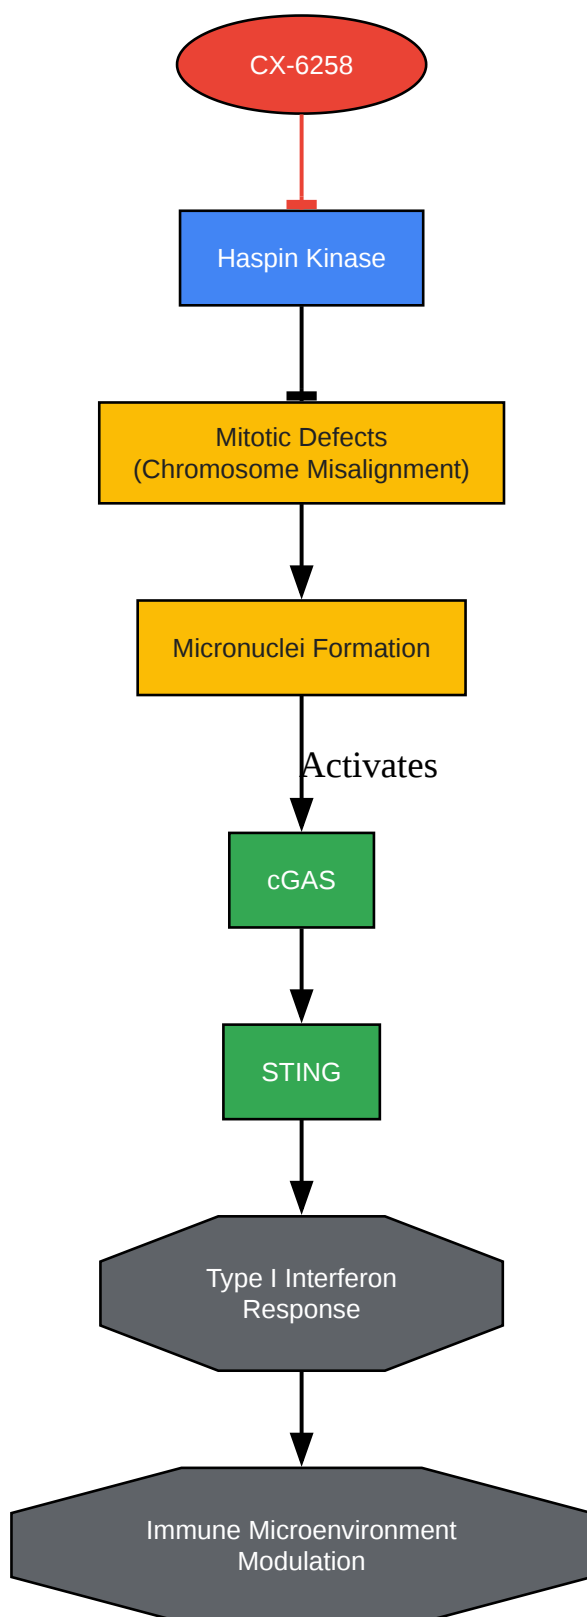 CX-6258
Haspin Kinase
Mitotic Defects
(Chromosome Misalignment)
Micronuclei Formation
Activates
cGAS
STING
Type I Interferon
Response
Immune Microenvironment
Modulation